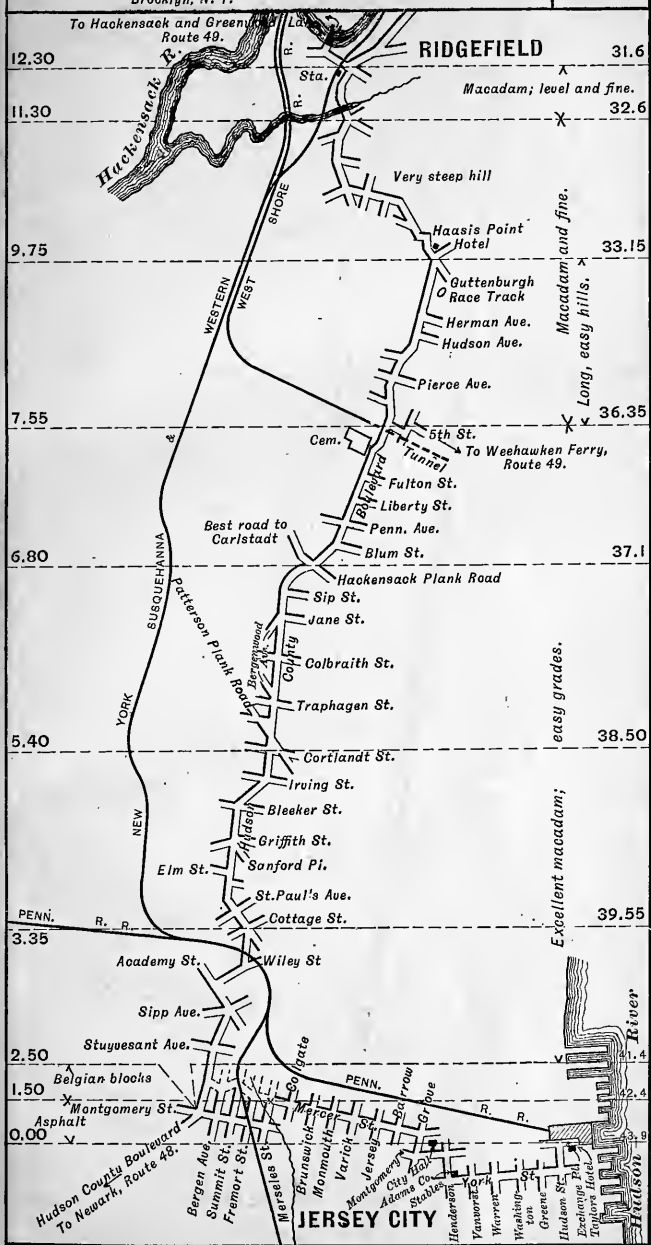 Brooklyn, N. Y.
To Hackensack and Greenwood Lake
Route 49.
R.
R.
RIDGEFIELD
Sta.
12.30
31.6
Macadam; level and fine.
11.30
32.6
Hackensack R.
Very steep hill
Haasis Point
Hotel
9.75
33.15
Guttenburgh
Race Track
Macadam and fine.
Long, easy hills.
WESTERN
&
WEST
SHORE
Herman Ave.
Hudson Ave.
Pierce Ave.
7.55
36.35
Cem.
5th St.
Tunnel
To Weehawken Ferry,
Route 49.
Boulevard
Fulton St.
Liberty St.
Penn. Ave.
Best road to
Carlstadt
Blum St.
6.80
37.1
Hackensack Plank Road
SUSQUEHANNA
Patterson Plank Road
Sip St.
Jane St.
Bergenwood
Ave.
County
Colbraith St.
Traphagen St.
YORK
5.40
38.50
Cortlandt St.
Irving St.
Excellent macadam; easy grades.
NEW
Bleeker St.
Hudson
Griffith St.
Sanford Pl.
Elm St.
St.Paul's Ave.
Cottage St.
PENN. R. R.
3.35
39.55
Academy St.
Wiley St
Sipp Ave.
Stuyvesant Ave.
2.50
41.4
Belgian blocks
1.50
42.4
Montgomery St.
Asphalt
0.00
43.9
Colgate
PENN. R. R.
Mercer St.
Barrow
Grove
Hudson County Boulevard
To Newark, Route 48.
Bergen Ave.
Summit St.
Fremort St.
Merseles St.
Brunswick
Monmouth
Varick
Jersey
Montgomery
City Hall
Adams Co.
Stables
Henderson
York St.
Vanvorst
Warren
Washing-
ton
Greene
Hudson St.
Exchange Pl.
Taylors Hotel
Hudson River
JERSEY CITY